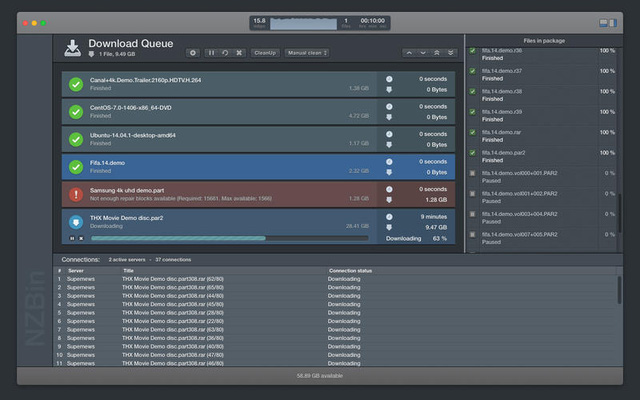 15.8
1
00:10:00
Files
Download Queue
1 File, 9.49 GB
CleanUp
Manual clean
Canal+4k.Demo.Trailer.2160p.HDTV.H.264
Finished
1.38 GB
0 seconds
0 Bytes
CentOS-7.0-1406-x86_64-DVD
Finished
4.22 GB
0 seconds
0 Bytes
Ubuntu-14.04.1-desktop-amd64
Finished
1.17 GB
0 seconds
0 Bytes
Fifa.14.demo
Finished
2.32 GB
0 seconds
0 Bytes
Samsung 4k uhd demo.part
Not enough repair blocks available (Required: 15661. Max available: 1566)
1.28 GB
0 seconds
1.28 GB
THX Movie Demo disc.par2
Downloading
28.41 GB
9 minutes
9.47 GB
Downloading 63 %
Files in package
fifa.14.demo.r36
Finished
100 %
fifa.14.demo.r37
Finished
100 %
fifa.14.demo.r38
Finished
100 %
fifa.14.demo.r39
Finished
100 %
fifa.14.demo.rar
Finished
100 %
fifa.14.demo.par2
Finished
100 %
fifa.14.demo.vol000+001.PAR2
Paused
0 %
fifa.14.demo.vol001+002.PAR2
Paused
0 %
fifa.14.demo.vol003+004.PAR2
Paused
0 %
fifa.14.demo.vol007+005.PAR2
Paused
0 %
Connections: 2 active servers - 37 connections
# Server Title Connection status
1 Supernews THX Movie Demo disc.part308.rar (62/80) Downloading
2 Supernews THX Movie Demo disc.part308.rar (65/80) Downloading
3 Supernews THX Movie Demo disc.part308.rar (44/80) Downloading
4 Supernews THX Movie Demo disc.part308.rar (45/80) Downloading
5 Supernews THX Movie Demo disc.part308.rar (28/80) Downloading
6 Supernews THX Movie Demo disc.part308.rar (22/80) Downloading
7 Supernews THX Movie Demo disc.part308.rar (63/80) Downloading
8 Supernews THX Movie Demo disc.part308.rar (36/80) Downloading
9 Supernews THX Movie Demo disc.part308.rar (40/80) Downloading
10 Supernews THX Movie Demo disc.part308.rar (47/80) Downloading
11 Supernews THX Movie Demo disc.part308.rar (46/80) Downloading
NZBin
58.89 GB available